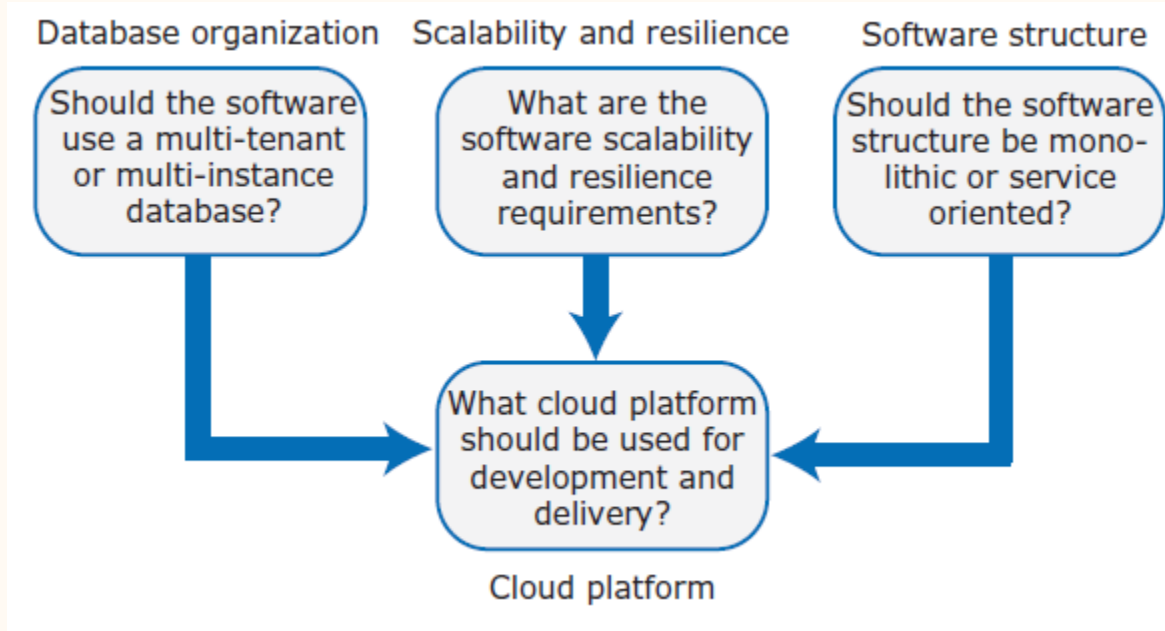 Database organization
Should the software
use a multi-tenant
or multi-instance
database?
Scalability and resilience
What are the
software scalability
and resilience
requirements?
Software structure
Should the software
structure be mono-
lithic or service
oriented?
What cloud platform
should be used for
development and
delivery?
Cloud platform